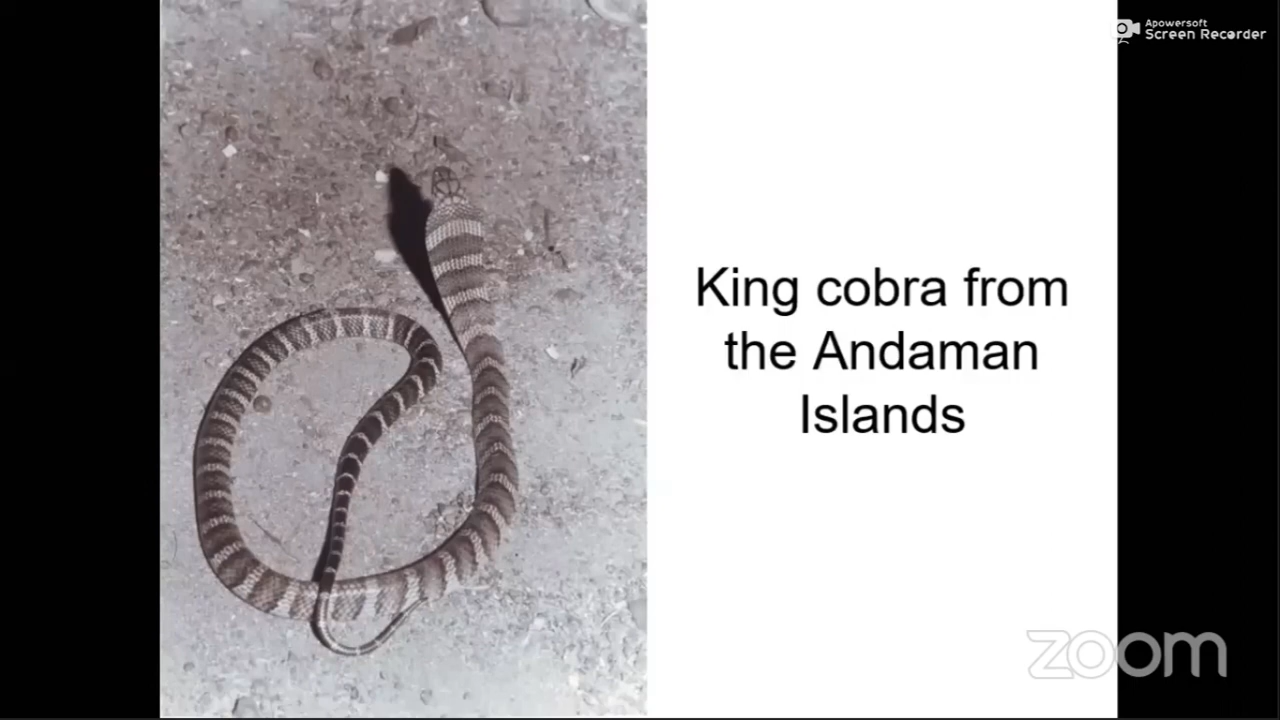 Apowersoft
Screen Recorder
King cobra from
the Andaman
Islands
zoom